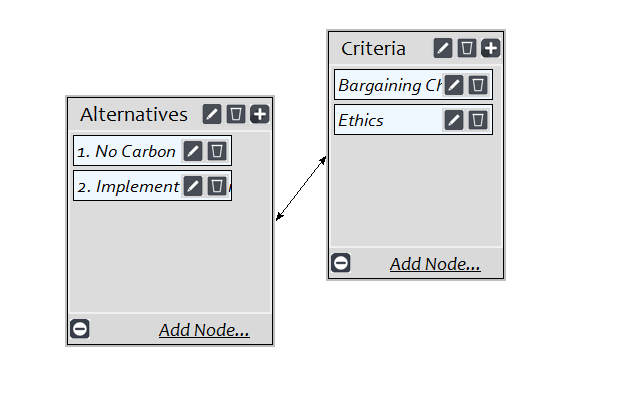 Criteria
Bargaining Ch
Ethics
Add Node...
Alternatives
1. No Carbon
2. Implement
Add Node...